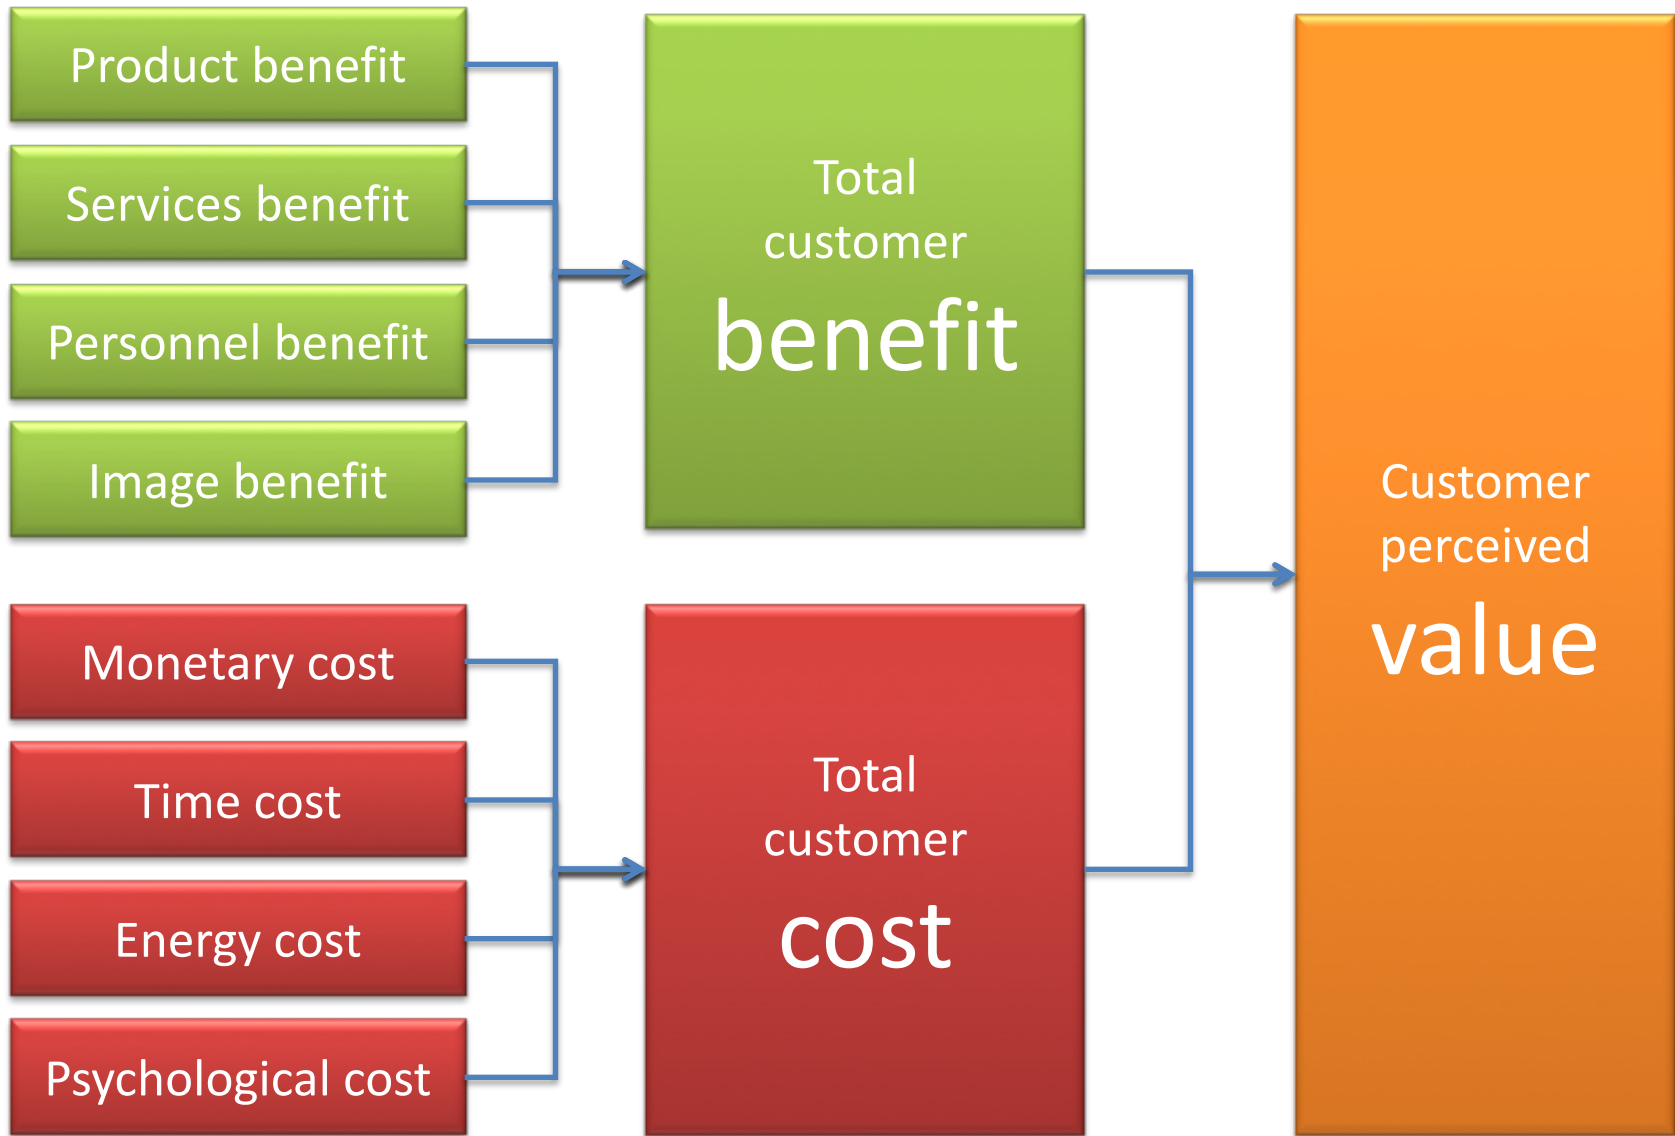 Product benefit
Services benefit
Personnel benefit
Image benefit
Total
customer
benefit
Monetary cost
Time cost
Energy cost
Psychological cost
Total
customer
cost
Customer
perceived
value